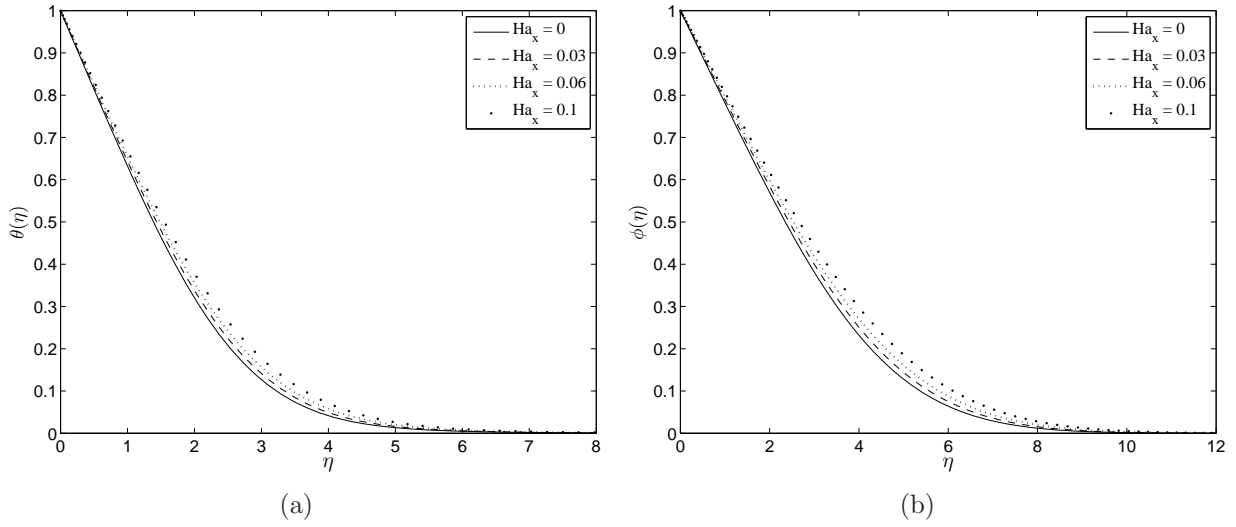 1
0.9
0.8
0.7
0.6
0.5
0.4
0.3
0.2
0.1
0
θ(η)
0 1 2 3 4 5 6 7 8
η
Ha_x = 0
Ha_x = 0.03
Ha_x = 0.06
Ha_x = 0.1
(a)
1
0.9
0.8
0.7
0.6
0.5
0.4
0.3
0.2
0.1
0
ϕ(η)
0 2 4 6 8 10 12
η
Ha_x = 0
Ha_x = 0.03
Ha_x = 0.06
Ha_x = 0.1
(b)